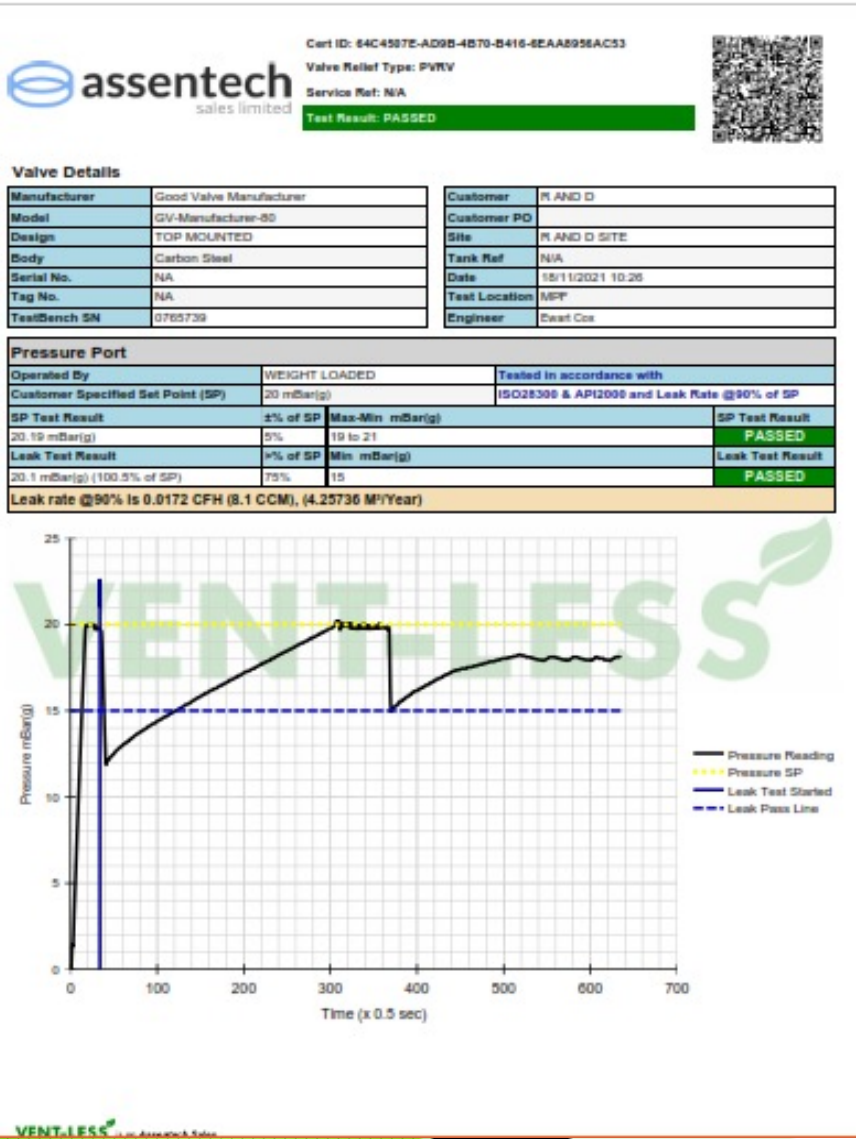 assentech
sales limited
Cert ID: 64C4507E-AD9B-4B70-B416-6EAA8956AC53
Valve Relief Type: PVRV
Service Ref: N/A
Test Result: PASSED
Valve Details
Manufacturer Good Valve Manufacturer
Model GV-Manufacturer-80
Design TOP MOUNTED
Body Carbon Steel
Serial No. NA
Tag No. NA
TestBench SN 0765739
Customer R AND D
Customer PO
Site R AND D SITE
Tank Ref N/A
Date 18/11/2021 10:26
Test Location MPF
Engineer Ewart Cox
Pressure Port
Operated By WEIGHT LOADED Tested in accordance with
Customer Specified Set Point (SP) 20 mBar(g) ISO28300 & API2000 and Leak Rate @90% of SP
SP Test Result ±% of SP Max-Min mBar(g) SP Test Result
20.19 mBar(g) 5% 19 to 21 PASSED
Leak Test Result >% of SP Min mBar(g) Leak Test Result
20.1 mBar(g) (100.5% of SP) 75% 15 PASSED
Leak rate @90% is 0.0172 CFH (8.1 CCM), (4.25736 M³/Year)
VENT-LESS
25
20
15
10
5
0
Pressure mBar(g)
0 100 200 300 400 500 600 700
Time (x 0.5 sec)
Pressure Reading
Pressure SP
Leak Test Started
Leak Pass Line
VENT-LESS is an Assentech Sales